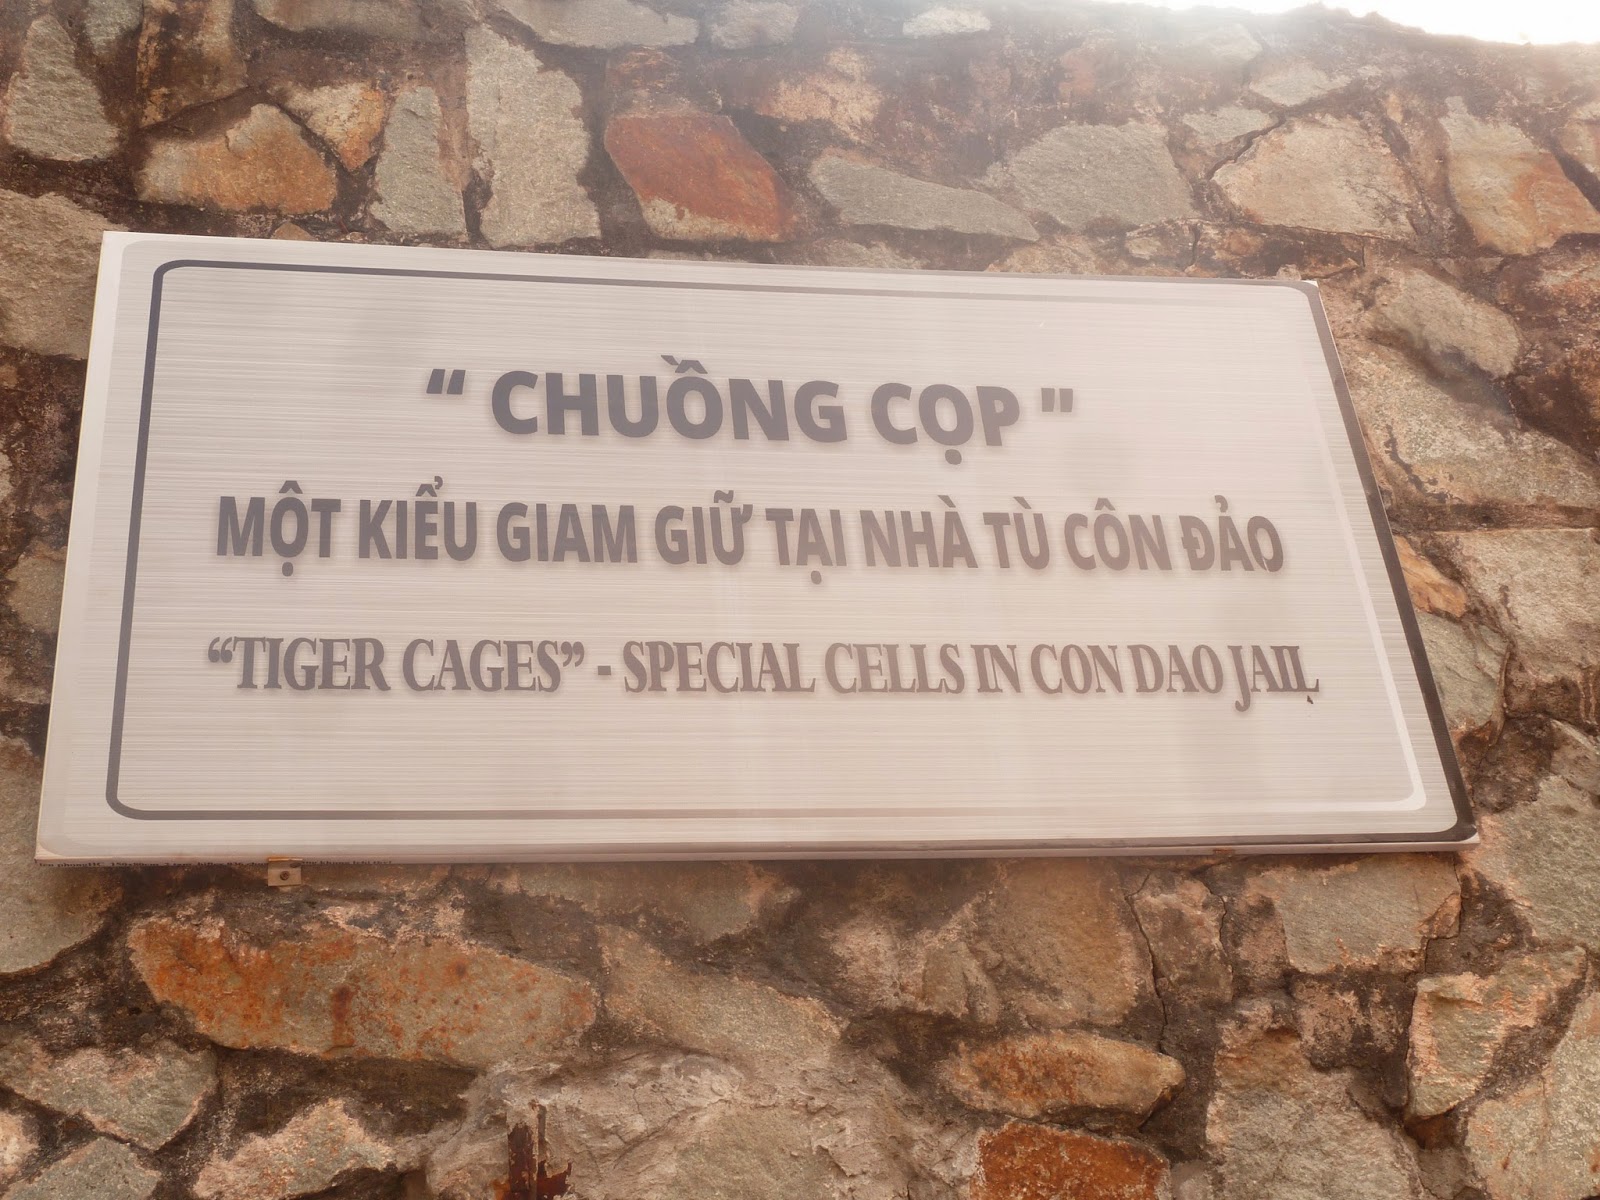 " CHUỒNG CỌP "
MỘT KIỂU GIAM GIỮ TẠI NHÀ TÙ CÔN ĐẢO
“TIGER CAGES” - SPECIAL CELLS IN CON DAO JAIL